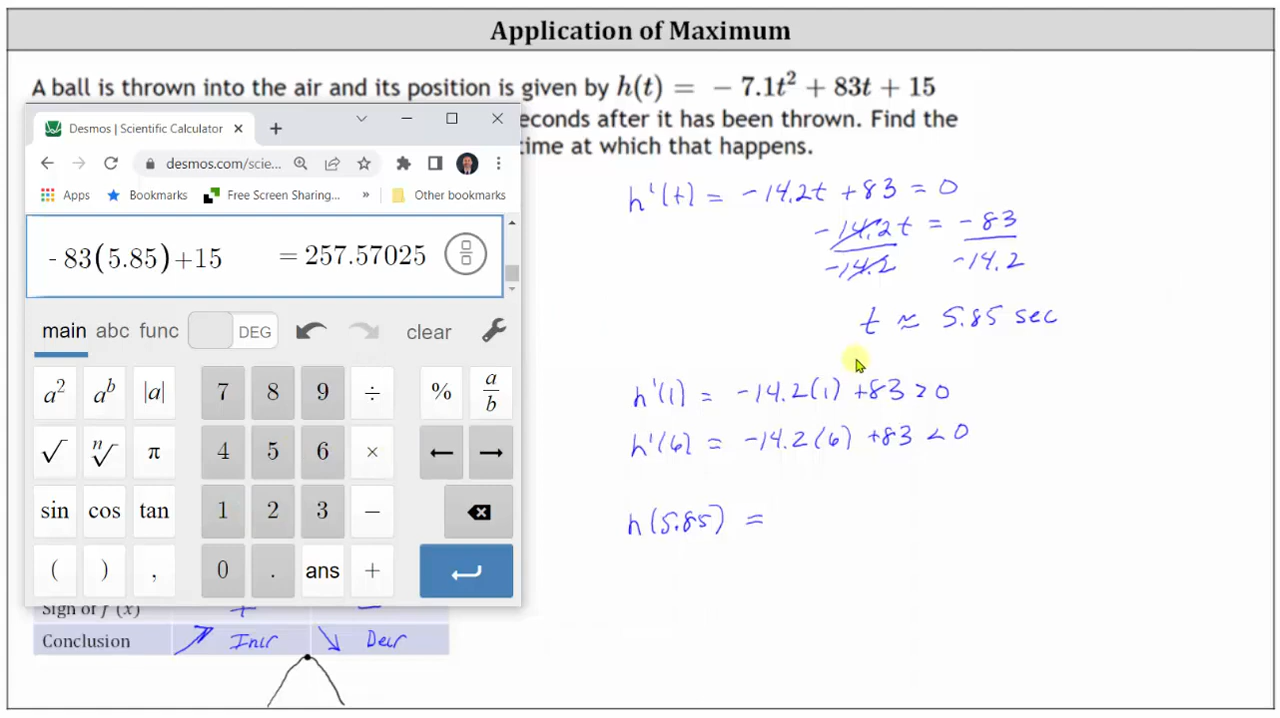 Application of Maximum
A ball is thrown into the air and its position is given by h(t) = − 7.1t² + 83t + 15
econds after it has been thrown. Find the
time at which that happens.
Desmos | Scientific Calculator
desmos.com/scie...
Apps Bookmarks Free Screen Sharing... » Other bookmarks
- 83(5.85)+15 = 257.57025
main abc func DEG clear
a² aᵇ |a| 7 8 9 ÷ % a/b
√ ⁿ√ π 4 5 6 × ← →
sin cos tan 1 2 3 −
( ) , 0 . ans +
h'(t) = -14.2t + 83 = 0
-14.2t = -83
-14.2 -14.2
t ≈ 5.85 sec
h'(1) = -14.2(1) +83 > 0
h'(6) = -14.2(6) +83 < 0
h(5.85) =
Sign of f'(x) + −
Conclusion Incr Decr